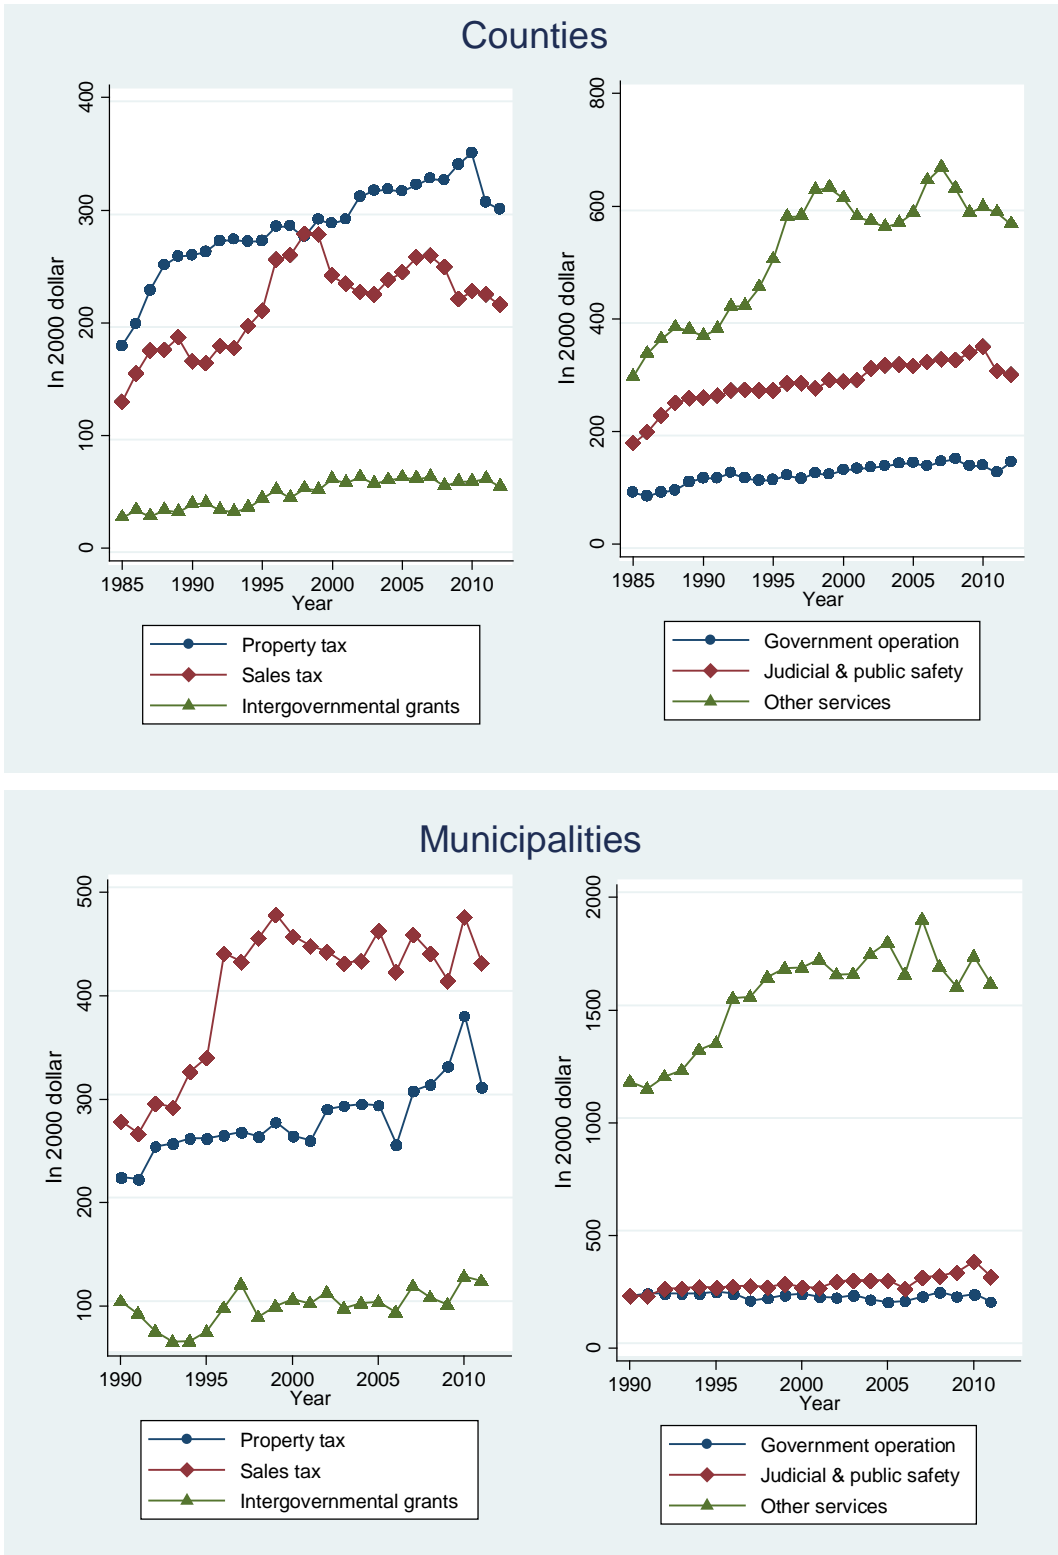 Counties
400
300
200
100
0
In 2000 dollar
1985 1990 1995 2000 2005 2010
Year
Property tax
Sales tax
Intergovernmental grants
800
600
400
200
0
In 2000 dollar
1985 1990 1995 2000 2005 2010
Year
Government operation
Judicial & public safety
Other services
Municipalities
500
400
300
200
100
In 2000 dollar
1990 1995 2000 2005 2010
Year
Property tax
Sales tax
Intergovernmental grants
2000
1500
1000
500
0
In 2000 dollar
1990 1995 2000 2005 2010
Year
Government operation
Judicial & public safety
Other services